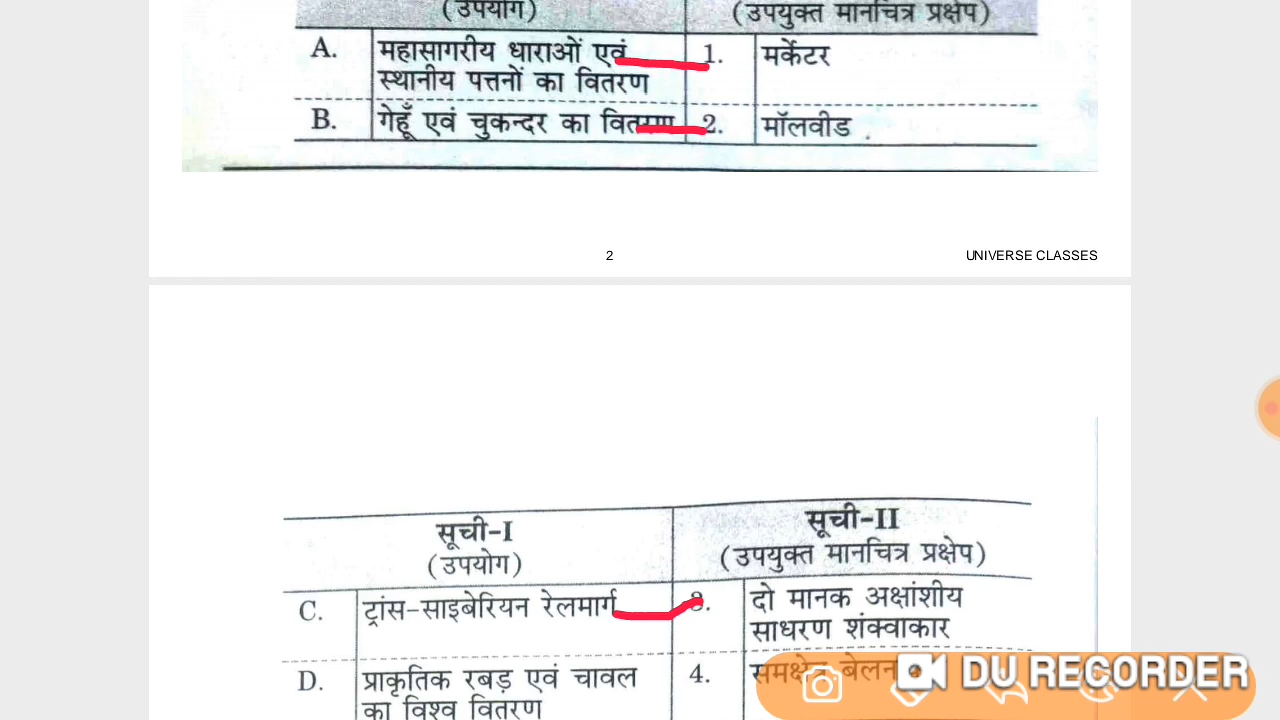 (उपयोग) (उपयुक्त मानचित्र प्रक्षेप)
A. महासागरीय धाराओं एवं 1. मर्केटर
स्थानीय पत्तनों का वितरण
B. गेहूँ एवं चुकन्दर का वितरण 2. मॉलवीड
2 UNIVERSE CLASSES
सूची-I सूची-II
(उपयोग) (उपयुक्त मानचित्र प्रक्षेप)
C. ट्रांस-साइबेरियन रेलमार्ग 3. दो मानक अक्षांशीय
साधरण शंक्वाकार
D. प्राकृतिक रबड़ एवं चावल 4. समक्षेत्र
का विश्व वितरण
DU RECORDER